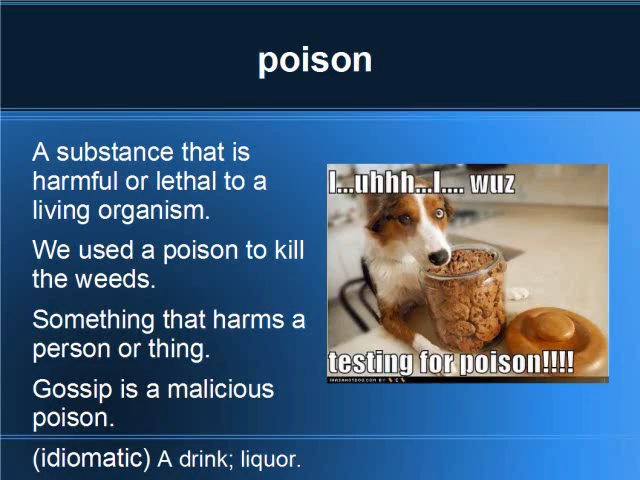 poison
A substance that is
harmful or lethal to a
living organism.
We used a poison to kill
the weeds.
Something that harms a
person or thing.
Gossip is a malicious
poison.
(idiomatic) A drink; liquor.
I...uhhh...I.... wuz
testing for poison!!!!